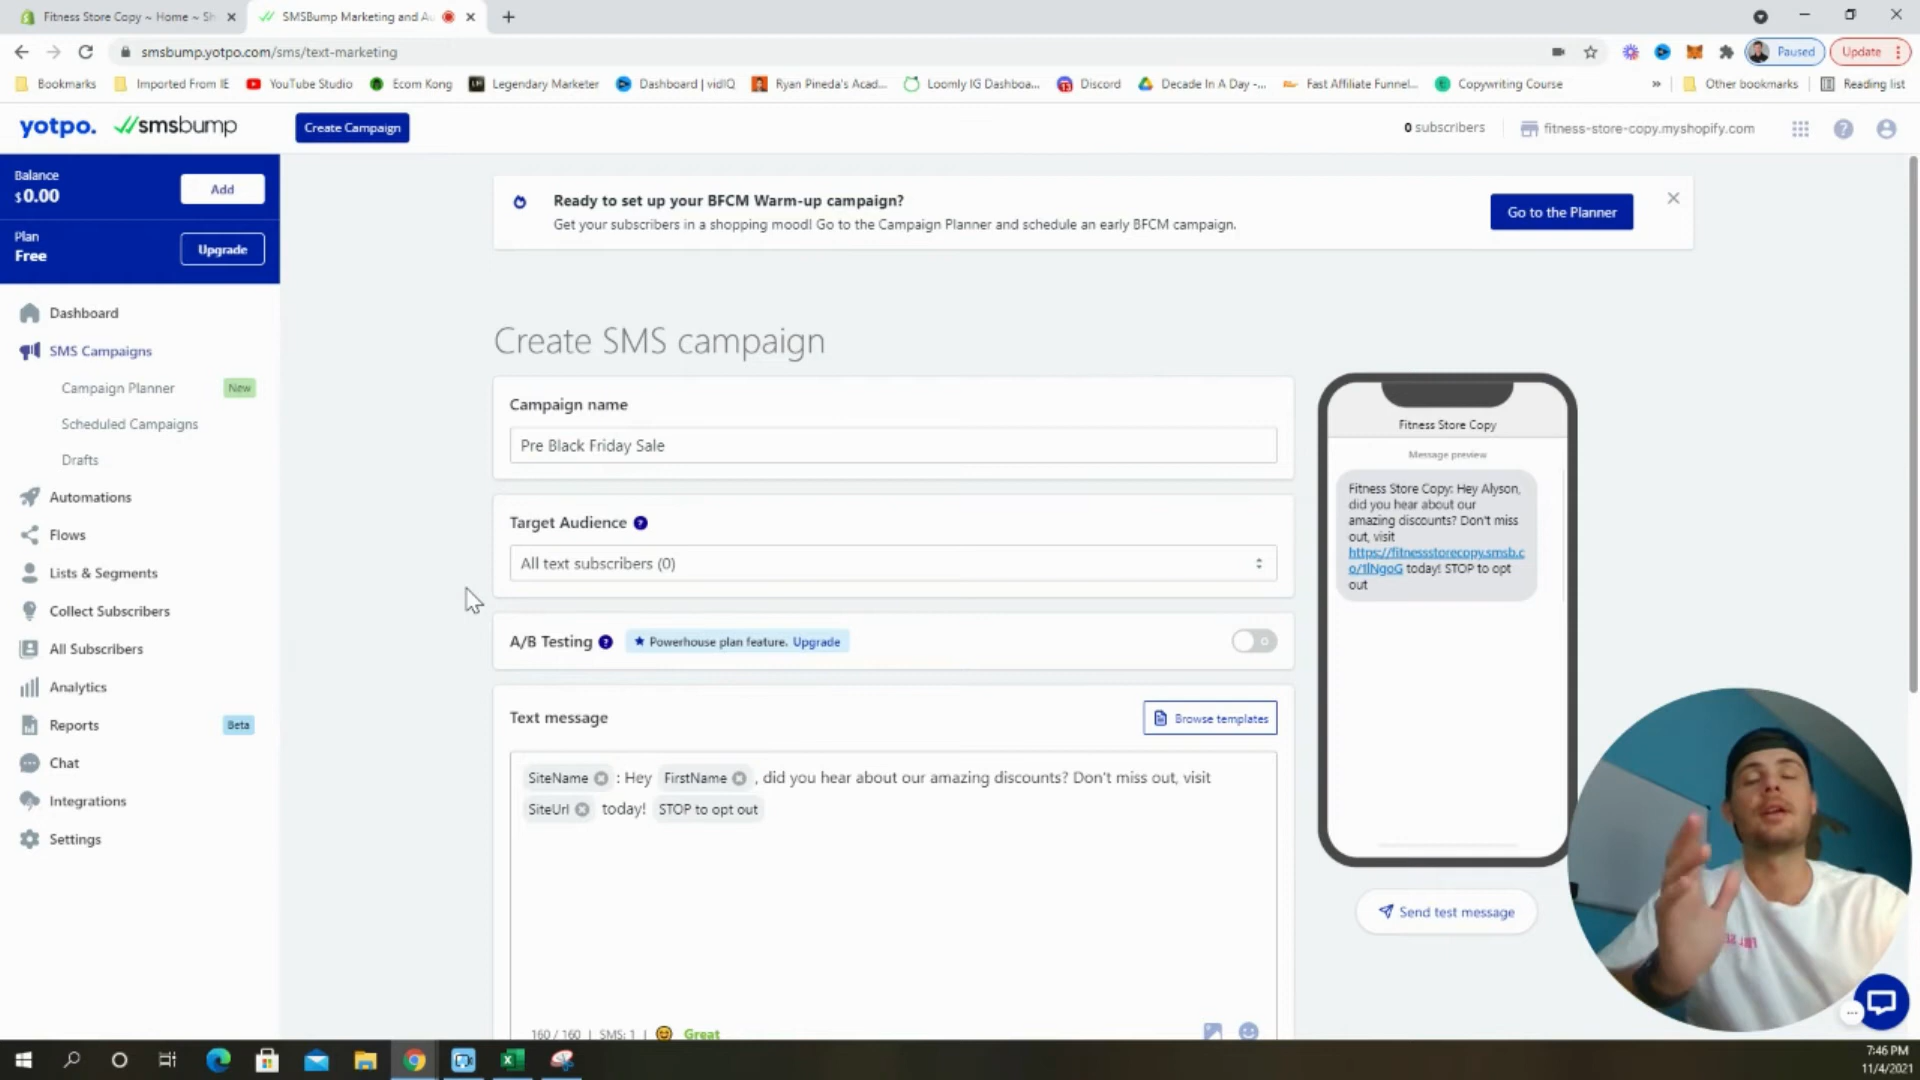 Fitness Store Copy ~ Home ~ Sh
SMSBump Marketing and Au
smsbump.yotpo.com/sms/text-marketing
Paused
Update
Bookmarks
Imported From IE
YouTube Studio
Ecom Kong
Legendary Marketer
Dashboard | vidIQ
Ryan Pineda's Acad...
Loomly IG Dashboa...
Discord
Decade In A Day -...
Fast Affiliate Funnel...
Copywriting Course
»
Other bookmarks
Reading list
yotpo. smsbump
Create Campaign
0 subscribers
fitness-store-copy.myshopify.com
Balance
$0.00
Add
Plan
Free
Upgrade
Dashboard
SMS Campaigns
Campaign Planner
New
Scheduled Campaigns
Drafts
Automations
Flows
Lists & Segments
Collect Subscribers
All Subscribers
Analytics
Reports
Beta
Chat
Integrations
Settings
Ready to set up your BFCM Warm-up campaign?
Get your subscribers in a shopping mood! Go to the Campaign Planner and schedule an early BFCM campaign.
Go to the Planner
Create SMS campaign
Campaign name
Pre Black Friday Sale
Target Audience
All text subscribers (0)
A/B Testing
Powerhouse plan feature. Upgrade
Text message
Browse templates
SiteName : Hey FirstName , did you hear about our amazing discounts? Don't miss out, visit
SiteUrl today! STOP to opt out
160 / 160 | SMS: 1 | Great
Fitness Store Copy
Message preview
Fitness Store Copy: Hey Alyson,
did you hear about our
amazing discounts? Don't miss
out, visit
https://fitnessstorecopy.smsb.c
o/1lNgoG today! STOP to opt
out
Send test message
7:46 PM
11/4/2021